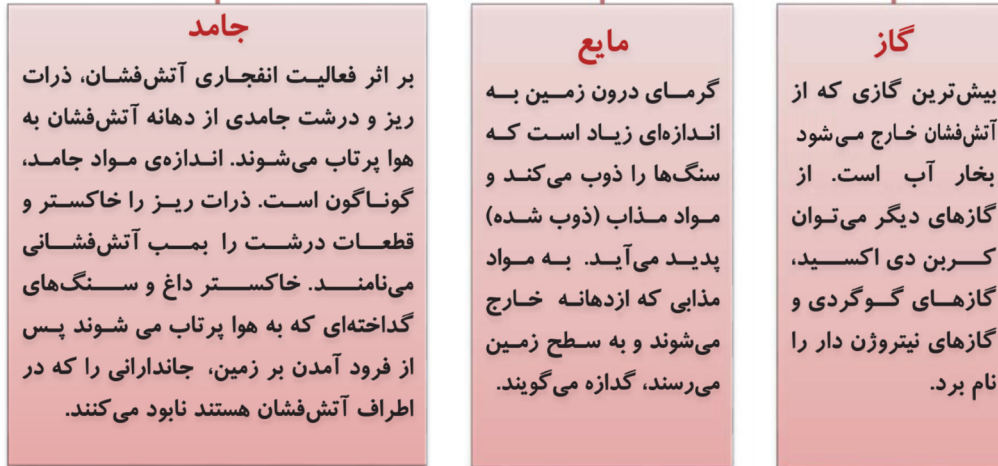 گاز
بیش‌ترین گازی که از
آتش‌فشان خارج می‌شود
بخار آب است. از
گازهای دیگر می‌توان
کربن دی اکسید،
گازهای گوگردی و
گازهای نیتروژن دار را
نام برد.
مایع
گرمای درون زمین به
اندازه‌ای زیاد است که
سنگ‌ها را ذوب می‌کند و
مواد مذاب (ذوب شده)
پدید می‌آید. به مواد
مذابی که ازدهانه خارج
می‌شوند و به سطح زمین
می‌رسند، گدازه می‌گویند.
جامد
بر اثر فعالیت انفجاری آتش‌فشان، ذرات
ریز و درشت جامدی از دهانه آتش‌فشان به
هوا پرتاب می‌شوند. اندازه‌ی مواد جامد،
گوناگون است. ذرات ریز را خاکستر و
قطعات درشت را بمب آتش‌فشانی
می‌نامند. خاکستر داغ و سنگ‌های
گداخته‌ای که به هوا پرتاب می شوند پس
از فرود آمدن بر زمین، جاندارانی را که در
اطراف آتش‌فشان هستند نابود می‌کنند.